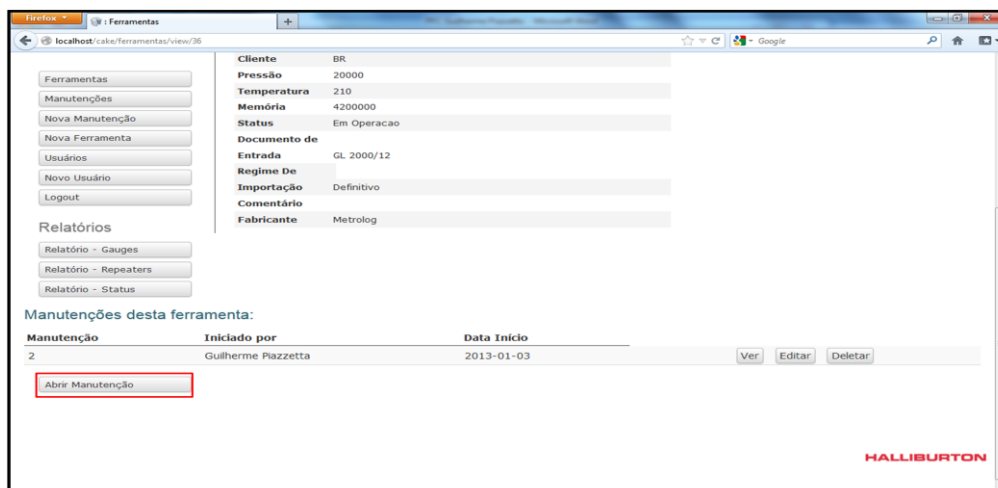 Firefox
: Ferramentas
+
localhost/cake/ferramentas/view/36
Google
Ferramentas
Manutenções
Nova Manutenção
Nova Ferramenta
Usuários
Novo Usuário
Logout
Relatórios
Relatório - Gauges
Relatório - Repeaters
Relatório - Status
Cliente BR
Pressão 20000
Temperatura 210
Memória 4200000
Status Em Operacao
Documento de
Entrada GL 2000/12
Regime De
Importação Definitivo
Comentário
Fabricante Metrolog
Manutenções desta ferramenta:
Manutenção Iniciado por Data Início
2 Guilherme Piazzetta 2013-01-03 Ver Editar Deletar
Abrir Manutenção
HALLIBURTON